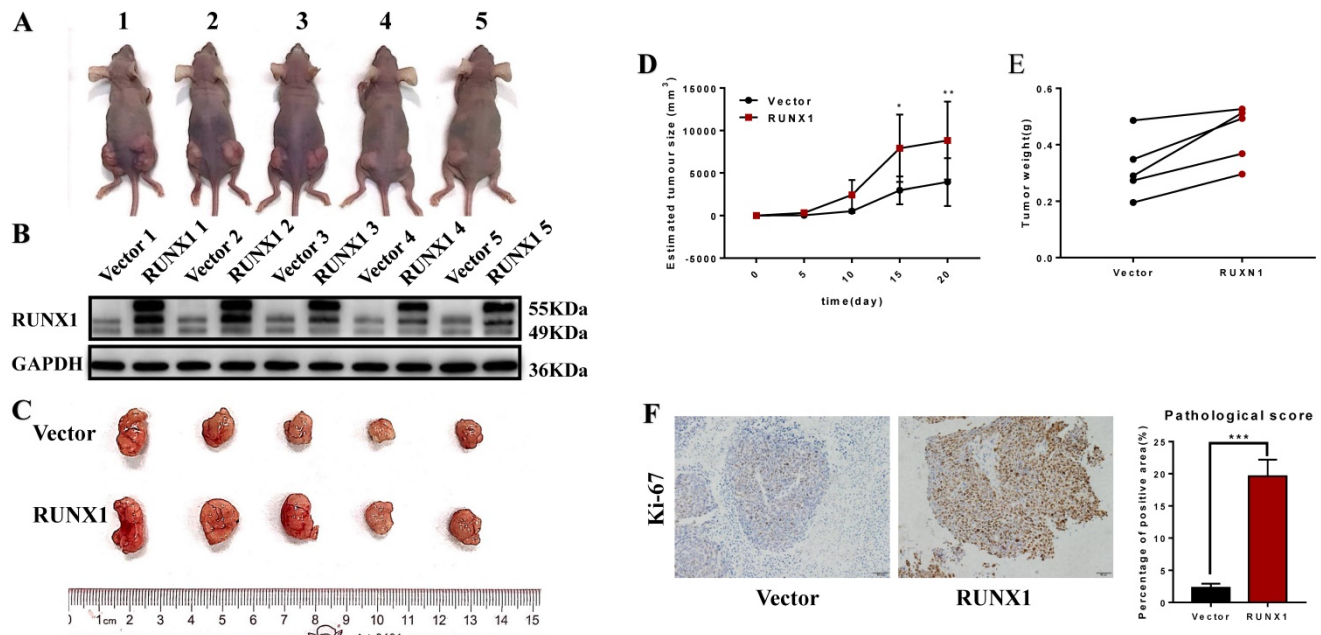 A
1 2 3 4 5
B
Vector 1 RUNX1 1 Vector 2 RUNX1 2 Vector 3 RUNX1 3 Vector 4 RUNX1 4 Vector 5 RUNX1 5
RUNX1
55KDa
49KDa
GAPDH
36KDa
C
Vector
RUNX1
0 1cm 2 3 4 5 6 7 8 9 10 11 12 13 14 15
D
Estimated tumour size (mm³)
15000
10000
5000
0
-5000
Vector
RUNX1
* **
0 5 10 15 20
time(day)
E
Tumor weight(g)
0.6
0.4
0.2
0.0
Vector RUXN1
F
Ki-67
Vector RUNX1
Pathological score
Percentage of positive area(%)
25
20
15
10
5
0
***
Vector RUNX1